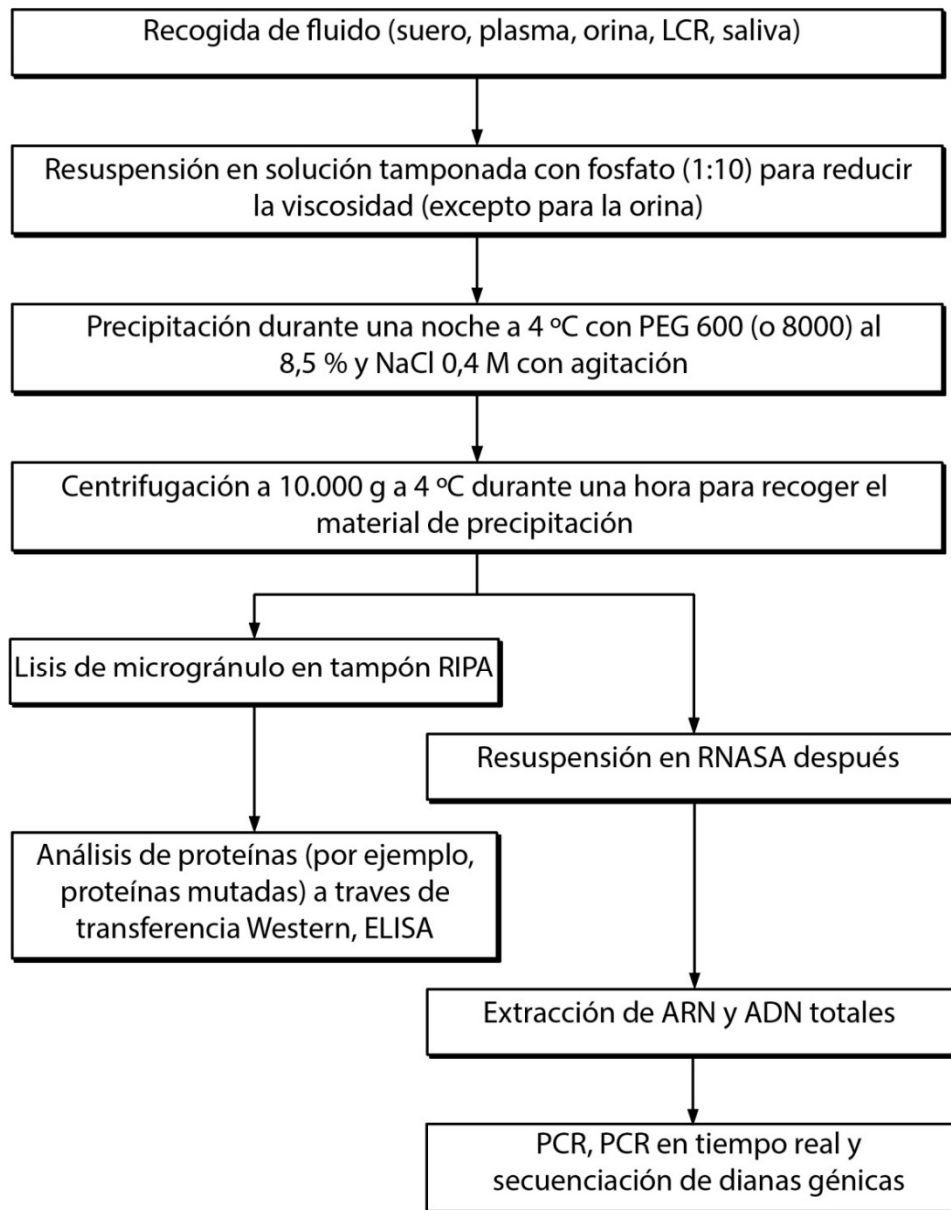 Recogida de fluido (suero, plasma, orina, LCR, saliva)
Resuspensión en solución tamponada con fosfato (1:10) para reducir
la viscosidad (excepto para la orina)
Precipitación durante una noche a 4 ºC con PEG 600 (o 8000) al
8,5 % y NaCl 0,4 M con agitación
Centrifugación a 10.000 g a 4 ºC durante una hora para recoger el
material de precipitación
Lisis de microgránulo en tampón RIPA
Resuspensión en RNASA después
Análisis de proteínas (por ejemplo,
proteínas mutadas) a traves de
transferencia Western, ELISA
Extracción de ARN y ADN totales
PCR, PCR en tiempo real y
secuenciación de dianas génicas